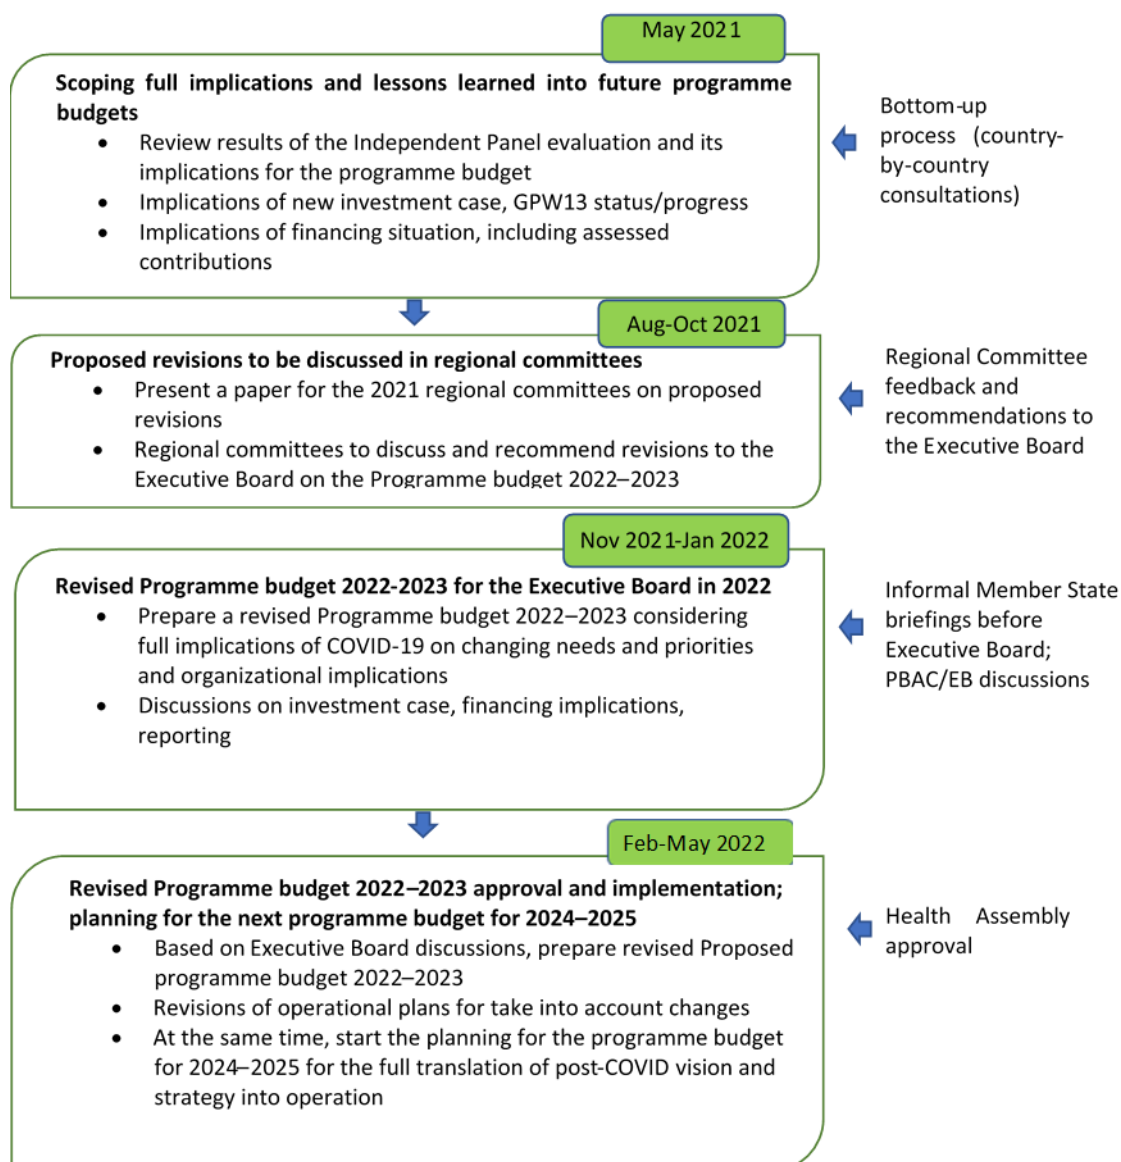 May 2021
Scoping full implications and lessons learned into future programme
budgets
• Review results of the Independent Panel evaluation and its
implications for the programme budget
• Implications of new investment case, GPW13 status/progress
• Implications of financing situation, including assessed
contributions
Bottom-up
process (country-
by-country
consultations)
Aug-Oct 2021
Proposed revisions to be discussed in regional committees
• Present a paper for the 2021 regional committees on proposed
revisions
• Regional committees to discuss and recommend revisions to the
Executive Board on the Programme budget 2022–2023
Regional Committee
feedback and
recommendations to
the Executive Board
Nov 2021-Jan 2022
Revised Programme budget 2022-2023 for the Executive Board in 2022
• Prepare a revised Programme budget 2022–2023 considering
full implications of COVID-19 on changing needs and priorities
and organizational implications
• Discussions on investment case, financing implications,
reporting
Informal Member State
briefings before
Executive Board;
PBAC/EB discussions
Feb-May 2022
Revised Programme budget 2022–2023 approval and implementation;
planning for the next programme budget for 2024–2025
• Based on Executive Board discussions, prepare revised Proposed
programme budget 2022–2023
• Revisions of operational plans for take into account changes
• At the same time, start the planning for the programme budget
for 2024–2025 for the full translation of post-COVID vision and
strategy into operation
Health Assembly
approval